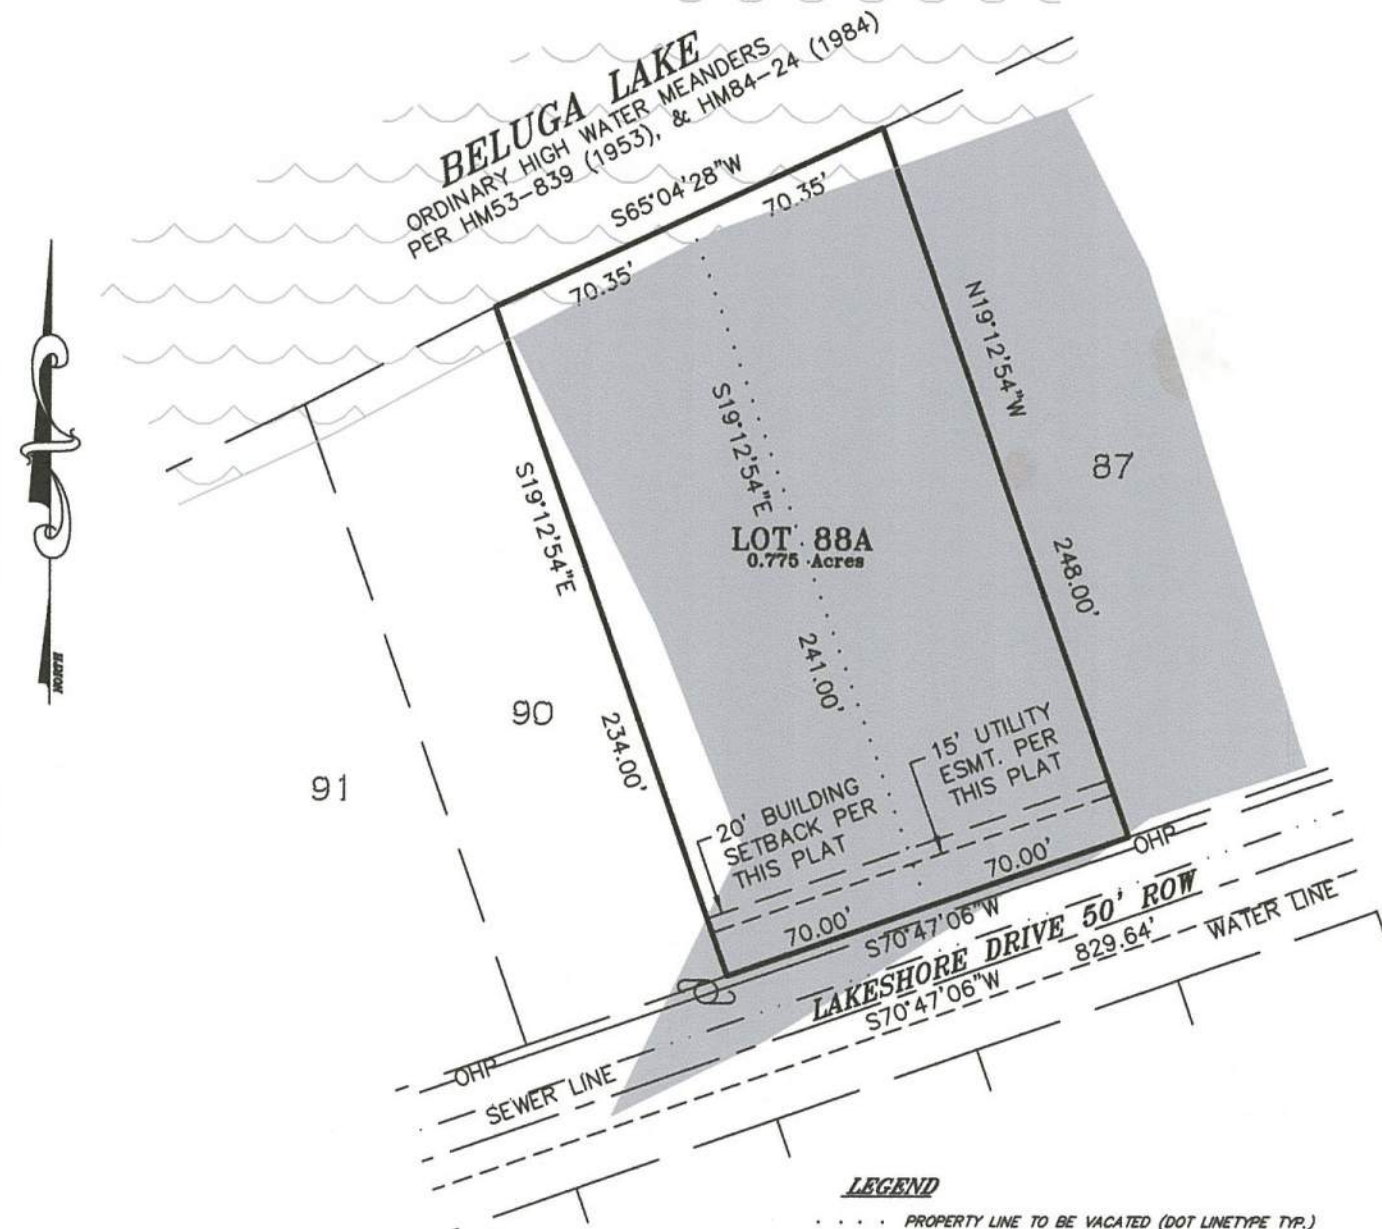 BELUGA LAKE
ORDINARY HIGH WATER MEANDERS
PER HM53-839 (1953), & HM84-24 (1984)
S65°04'28"W
70.35'
70.35'
N19°12'54"W
S19°12'54"E
S19°12'54"E
87
LOT 88A
0.775 Acres
248.00'
241.00'
90
234.00'
91
NORTH
15' UTILITY
ESMT. PER
THIS PLAT
20' BUILDING
SETBACK PER
THIS PLAT
70.00'
70.00'
OHP
S70°47'06"W
LAKESHORE DRIVE 50' ROW
829.64'
WATER LINE
S70°47'06"W
OHP
SEWER LINE
LEGEND
. . . . PROPERTY LINE TO BE VACATED (DOT LINETYPE TYP.)